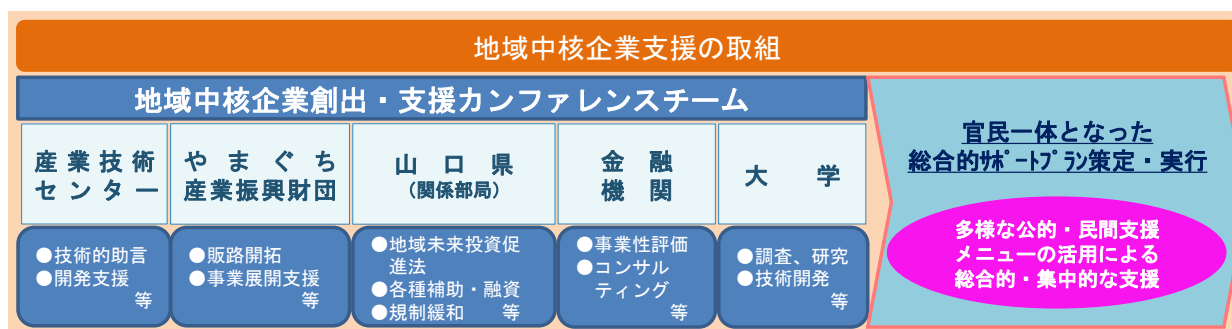 地域中核企業支援の取組
地域中核企業創出・支援カンファレンスチーム
産業技術
センター
やまぐち
産業振興財団
山口県
(関係部局)
金融
機関
大学
●技術的助言
●開発支援
等
●販路開拓
●事業展開支援
等
●地域未来投資促
進法
●各種補助・融資
●規制緩和 等
●事業性評価
●コンサル
ティング
等
●調査、研究
●技術開発
等
官民一体となった
総合的ｻﾎﾟｰﾄﾌﾟﾗﾝ策定・実行
多様な公的・民間支援
メニューの活用による
総合的・集中的な支援